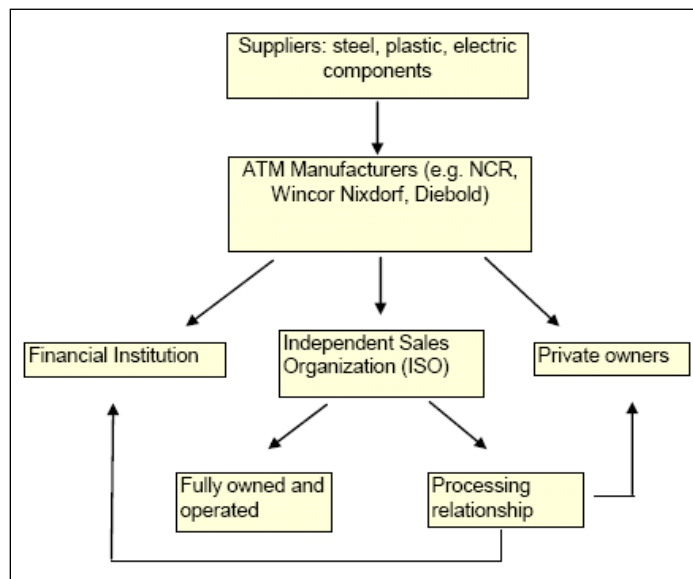 Suppliers: steel, plastic, electric
components
ATM Manufacturers (e.g. NCR,
Wincor Nixdorf, Diebold)
Financial Institution
Independent Sales
Organization (ISO)
Private owners
Fully owned and
operated
Processing
relationship